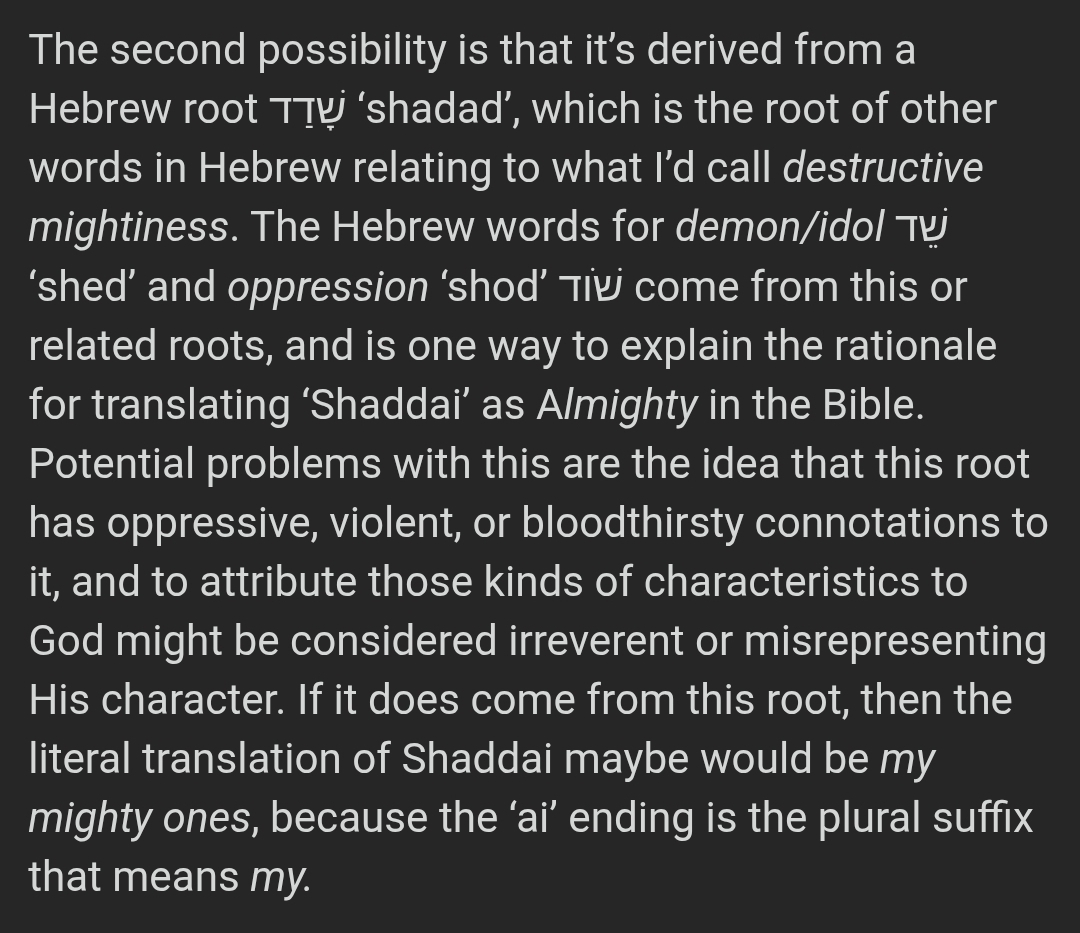 The second possibility is that it’s derived from a
Hebrew root שָׁדַד ‘shadad’, which is the root of other
words in Hebrew relating to what I’d call destructive
mightiness. The Hebrew words for demon/idol שֵׁד
‘shed’ and oppression ‘shod’ שׁוֹד come from this or
related roots, and is one way to explain the rationale
for translating ‘Shaddai’ as Almighty in the Bible.
Potential problems with this are the idea that this root
has oppressive, violent, or bloodthirsty connotations to
it, and to attribute those kinds of characteristics to
God might be considered irreverent or misrepresenting
His character. If it does come from this root, then the
literal translation of Shaddai maybe would be my
mighty ones, because the ‘ai’ ending is the plural suffix
that means my.